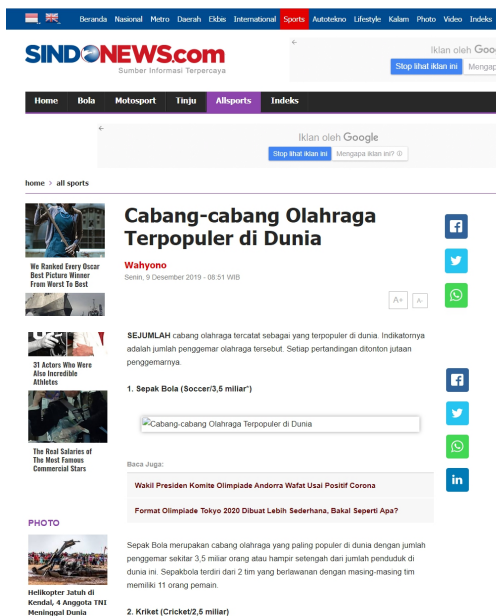 Beranda Nasional Metro Daerah Ekbis International Sports Autotekno Lifestyle Kalam Photo Video Indeks
SINDONEWS.com
Sumber Informasi Terpercaya
Iklan oleh Goo
Stop lihat iklan ini Mengap
Home Bola Motosport Tinju Allsports Indeks
Iklan oleh Google
Stop lihat iklan ini Mengapa iklan ini?
home > all sports
Cabang-cabang Olahraga
Terpopuler di Dunia
Wahyono
Senin, 9 Desember 2019 - 08:51 WIB
A+ A-
We Ranked Every Oscar
Best Picture Winner
From Worst To Best
31 Actors Who Were
Also Incredible
Athletes
The Real Salaries of
The Most Famous
Commercial Stars
PHOTO
Helikopter Jatuh di
Kendal, 4 Anggota TNI
Meninggal Dunia
SEJUMLAH cabang olahraga tercatat sebagai yang terpopuler di dunia. Indikatornya
adalah jumlah penggemar olahraga tersebut. Setiap pertandingan ditonton jutaan
penggemarnya.
1. Sepak Bola (Soccer/3,5 miliar*)
Cabang-cabang Olahraga Terpopuler di Dunia
Baca Juga:
Wakil Presiden Komite Olimpiade Andorra Wafat Usai Positif Corona
Format Olimpiade Tokyo 2020 Dibuat Lebih Sederhana, Bakal Seperti Apa?
Sepak Bola merupakan cabang olahraga yang paling populer di dunia dengan jumlah
penggemar sekitar 3,5 miliar orang atau hampir setengah dari jumlah penduduk di
dunia ini. Sepakbola terdiri dari 2 tim yang berlawanan dengan masing-masing tim
memiliki 11 orang pemain.
2. Kriket (Cricket/2,5 miliar)